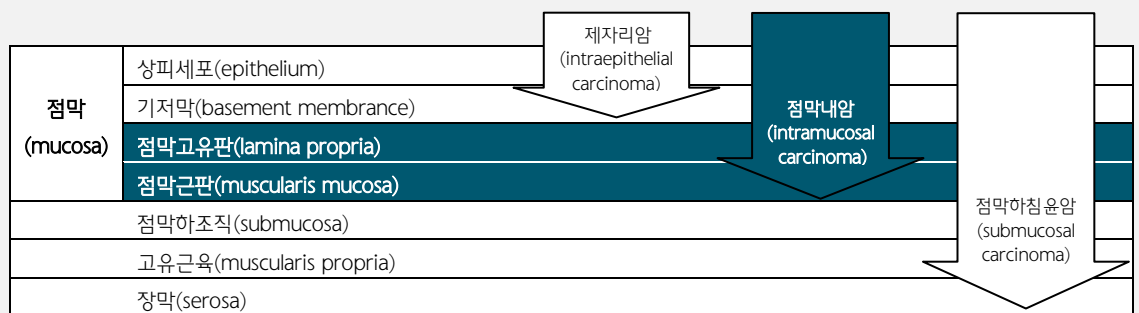 제자리암
(intraepithelial
carcinoma)
상피세포(epithelium)
점막
(mucosa)
기저막(basement membrance)
점막내암
(intramucosal
carcinoma)
점막고유판(lamina propria)
점막근판(muscularis mucosa)
점막하조직(submucosa)
점막하침윤암
(submucosal
carcinoma)
고유근육(muscularis propria)
장막(serosa)